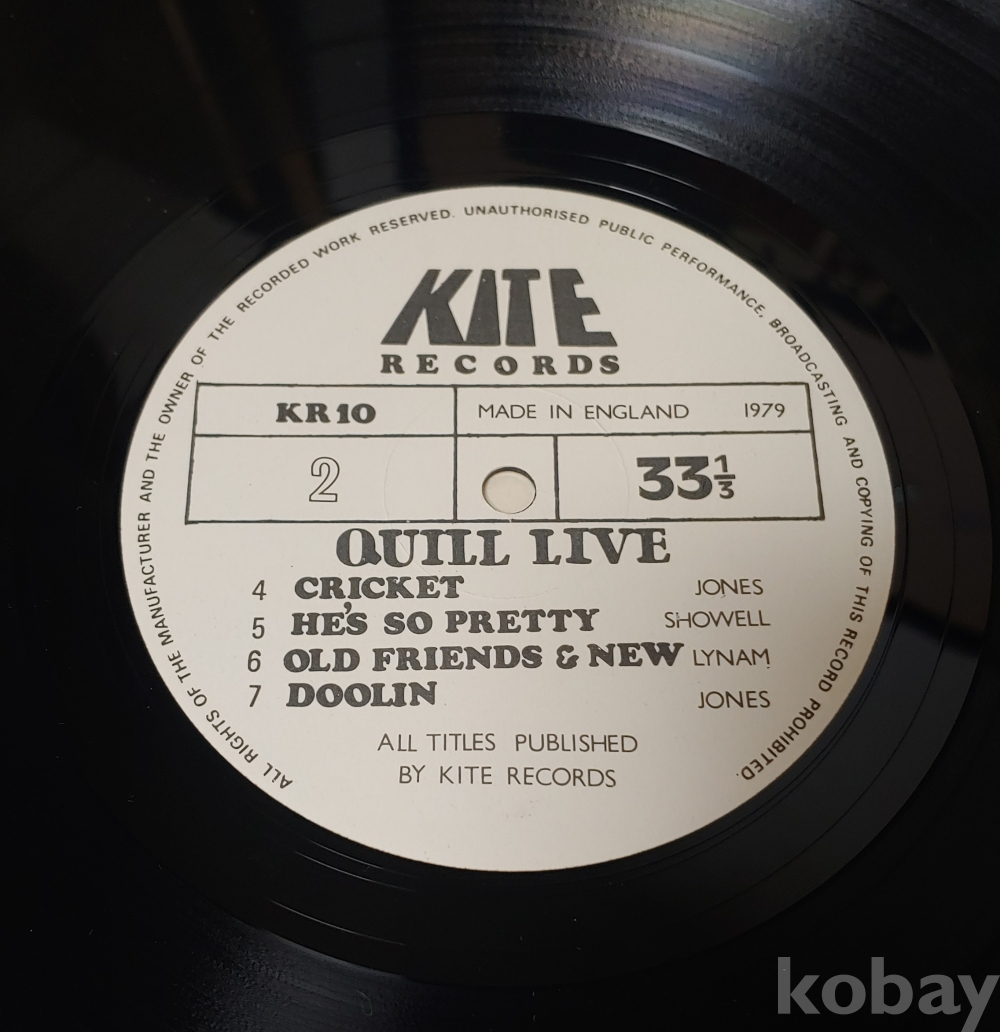 ALL RIGHTS OF THE MANUFACTURER AND THE OWNER OF THE RECORDED WORK RESERVED. UNAUTHORISED PUBLIC PERFORMANCE, BROADCASTING AND COPYING OF THIS RECORD PROHIBITED.
KITE
RECORDS
KR10 MADE IN ENGLAND 1979
2 33⅓
QUILL LIVE
4 CRICKET JONES
5 HE'S SO PRETTY SHOWELL
6 OLD FRIENDS & NEW LYNAM
7 DOOLIN JONES
ALL TITLES PUBLISHED
BY KITE RECORDS
kobay